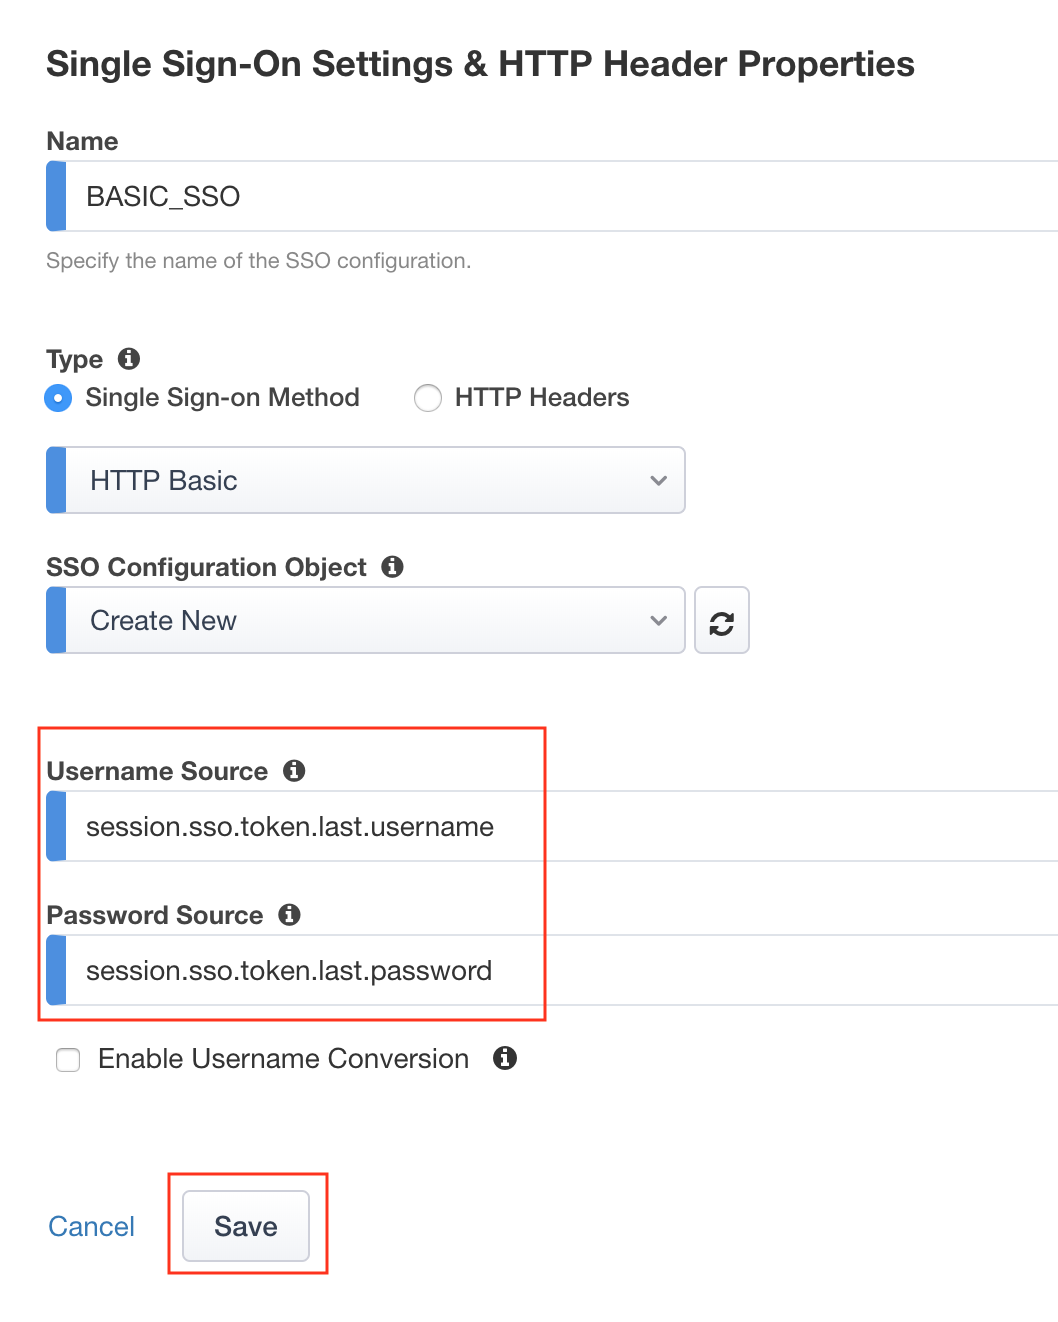 Single Sign-On Settings & HTTP Header Properties
Name
BASIC_SSO
Specify the name of the SSO configuration.
Type
Single Sign-on Method HTTP Headers
HTTP Basic
SSO Configuration Object
Create New
Username Source
session.sso.token.last.username
Password Source
session.sso.token.last.password
Enable Username Conversion
Cancel Save